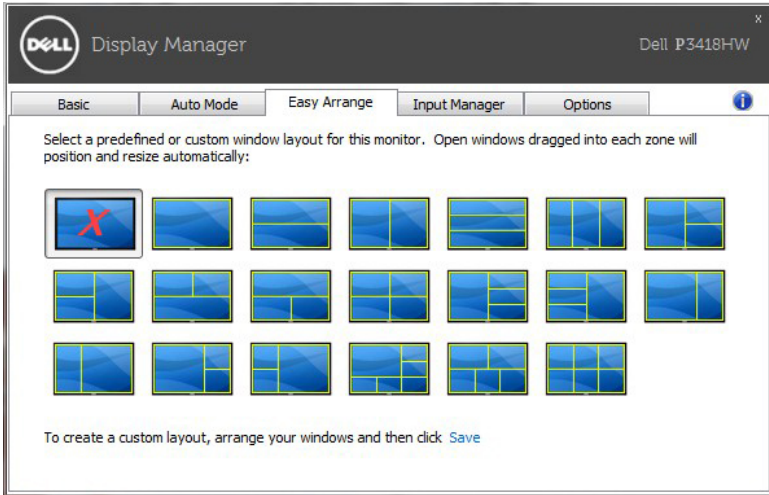 x
DELL Display Manager Dell P3418HW
Basic Auto Mode Easy Arrange Input Manager Options i
Select a predefined or custom window layout for this monitor. Open windows dragged into each zone will
position and resize automatically:
X
To create a custom layout, arrange your windows and then click Save